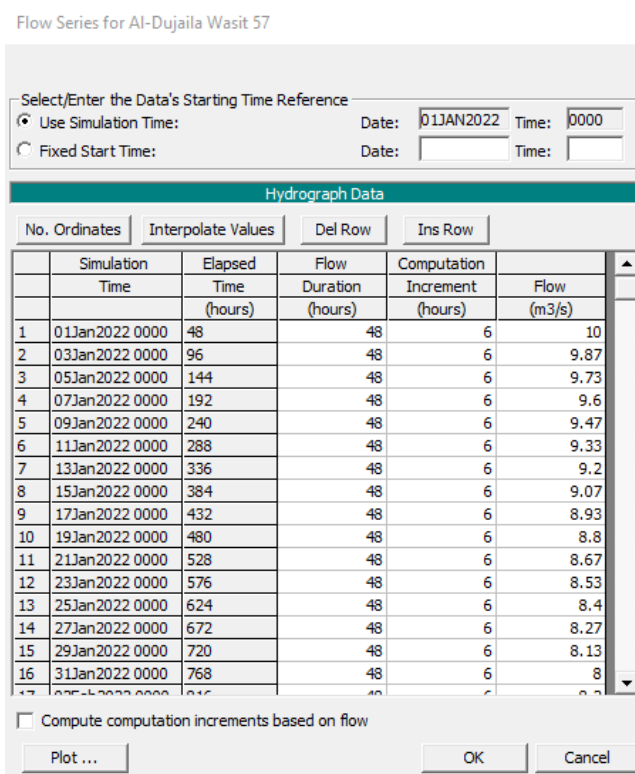 Flow Series for Al-Dujaila Wasit 57
Select/Enter the Data's Starting Time Reference
Use Simulation Time: Date: 01JAN2022 Time: 0000
Fixed Start Time: Date: Time:
Hydrograph Data
No. Ordinates Interpolate Values Del Row Ins Row
Simulation Elapsed Flow Computation
Time Time Duration Increment Flow
(hours) (hours) (hours) (m3/s)
1 01Jan2022 0000 48 48 6 10
2 03Jan2022 0000 96 48 6 9.87
3 05Jan2022 0000 144 48 6 9.73
4 07Jan2022 0000 192 48 6 9.6
5 09Jan2022 0000 240 48 6 9.47
6 11Jan2022 0000 288 48 6 9.33
7 13Jan2022 0000 336 48 6 9.2
8 15Jan2022 0000 384 48 6 9.07
9 17Jan2022 0000 432 48 6 8.93
10 19Jan2022 0000 480 48 6 8.8
11 21Jan2022 0000 528 48 6 8.67
12 23Jan2022 0000 576 48 6 8.53
13 25Jan2022 0000 624 48 6 8.4
14 27Jan2022 0000 672 48 6 8.27
15 29Jan2022 0000 720 48 6 8.13
16 31Jan2022 0000 768 48 6 8
Compute computation increments based on flow
Plot ... OK Cancel